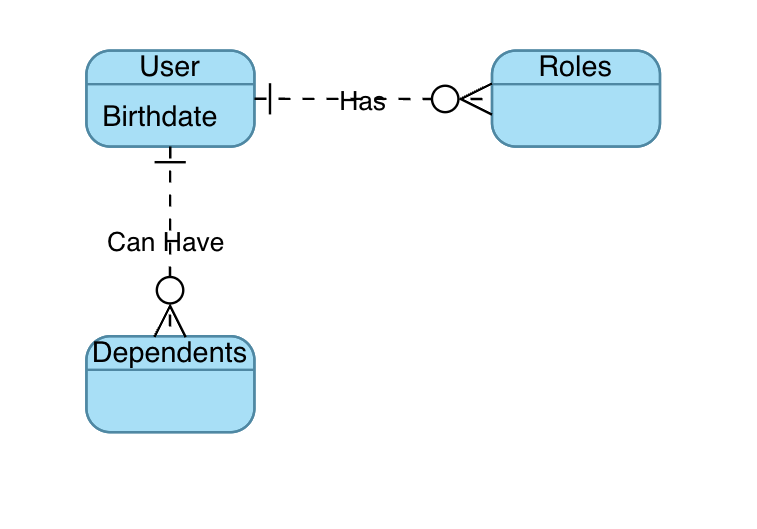 User
Roles
Birthdate
Has
Can Have
Dependents